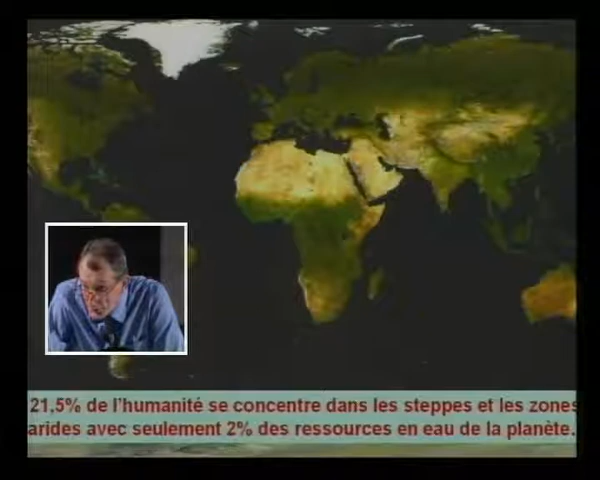 21,5% de l'humanité se concentre dans les steppes et les zones
arides avec seulement 2% des ressources en eau de la planète.